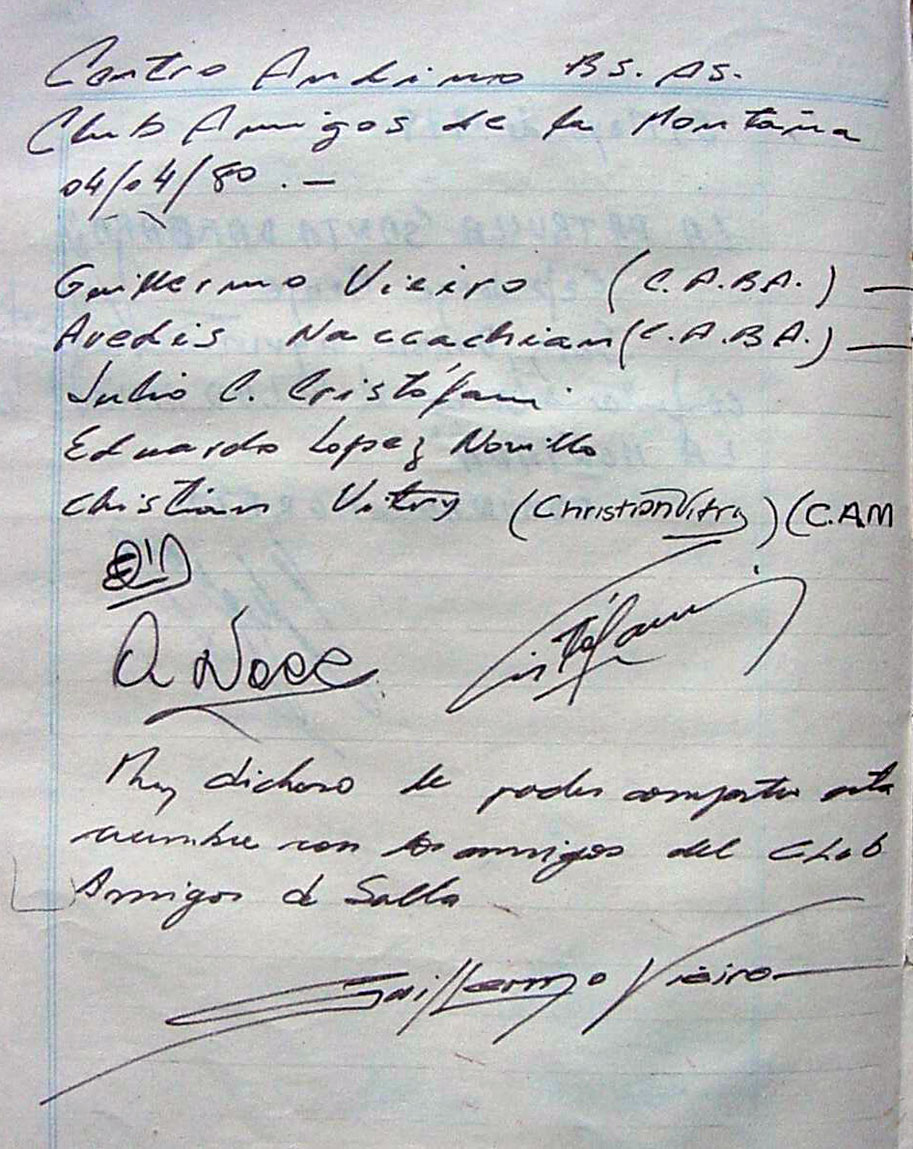 Centro Andino BS. AS.
Club Amigos de la Montaña
04/04/80. —
Guillermo Vieiro (C.A.BA.) —
Avedis Naccachian (C.A.BA.) —
Julio C. Cristófani
Eduardo Lopez Novillo
Christian Vitry (Christian Vitry) (C.AM
A Nacc
Cristófani
Muy dichoso de poder compartir esta
cumbre con los amigos del Club
Amigos de Salta
Guillermo Vieiro